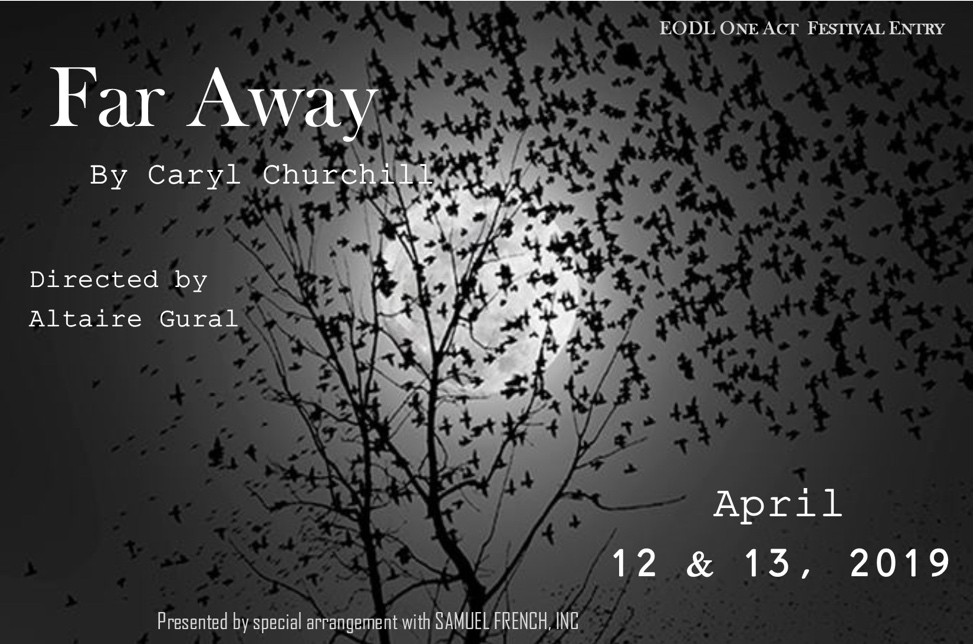 EODL One Act Festival Entry
Far Away
By Caryl Churchill
Directed by
Altaire Gural
April
12 & 13, 2019
Presented by special arrangement with SAMUEL FRENCH, INC